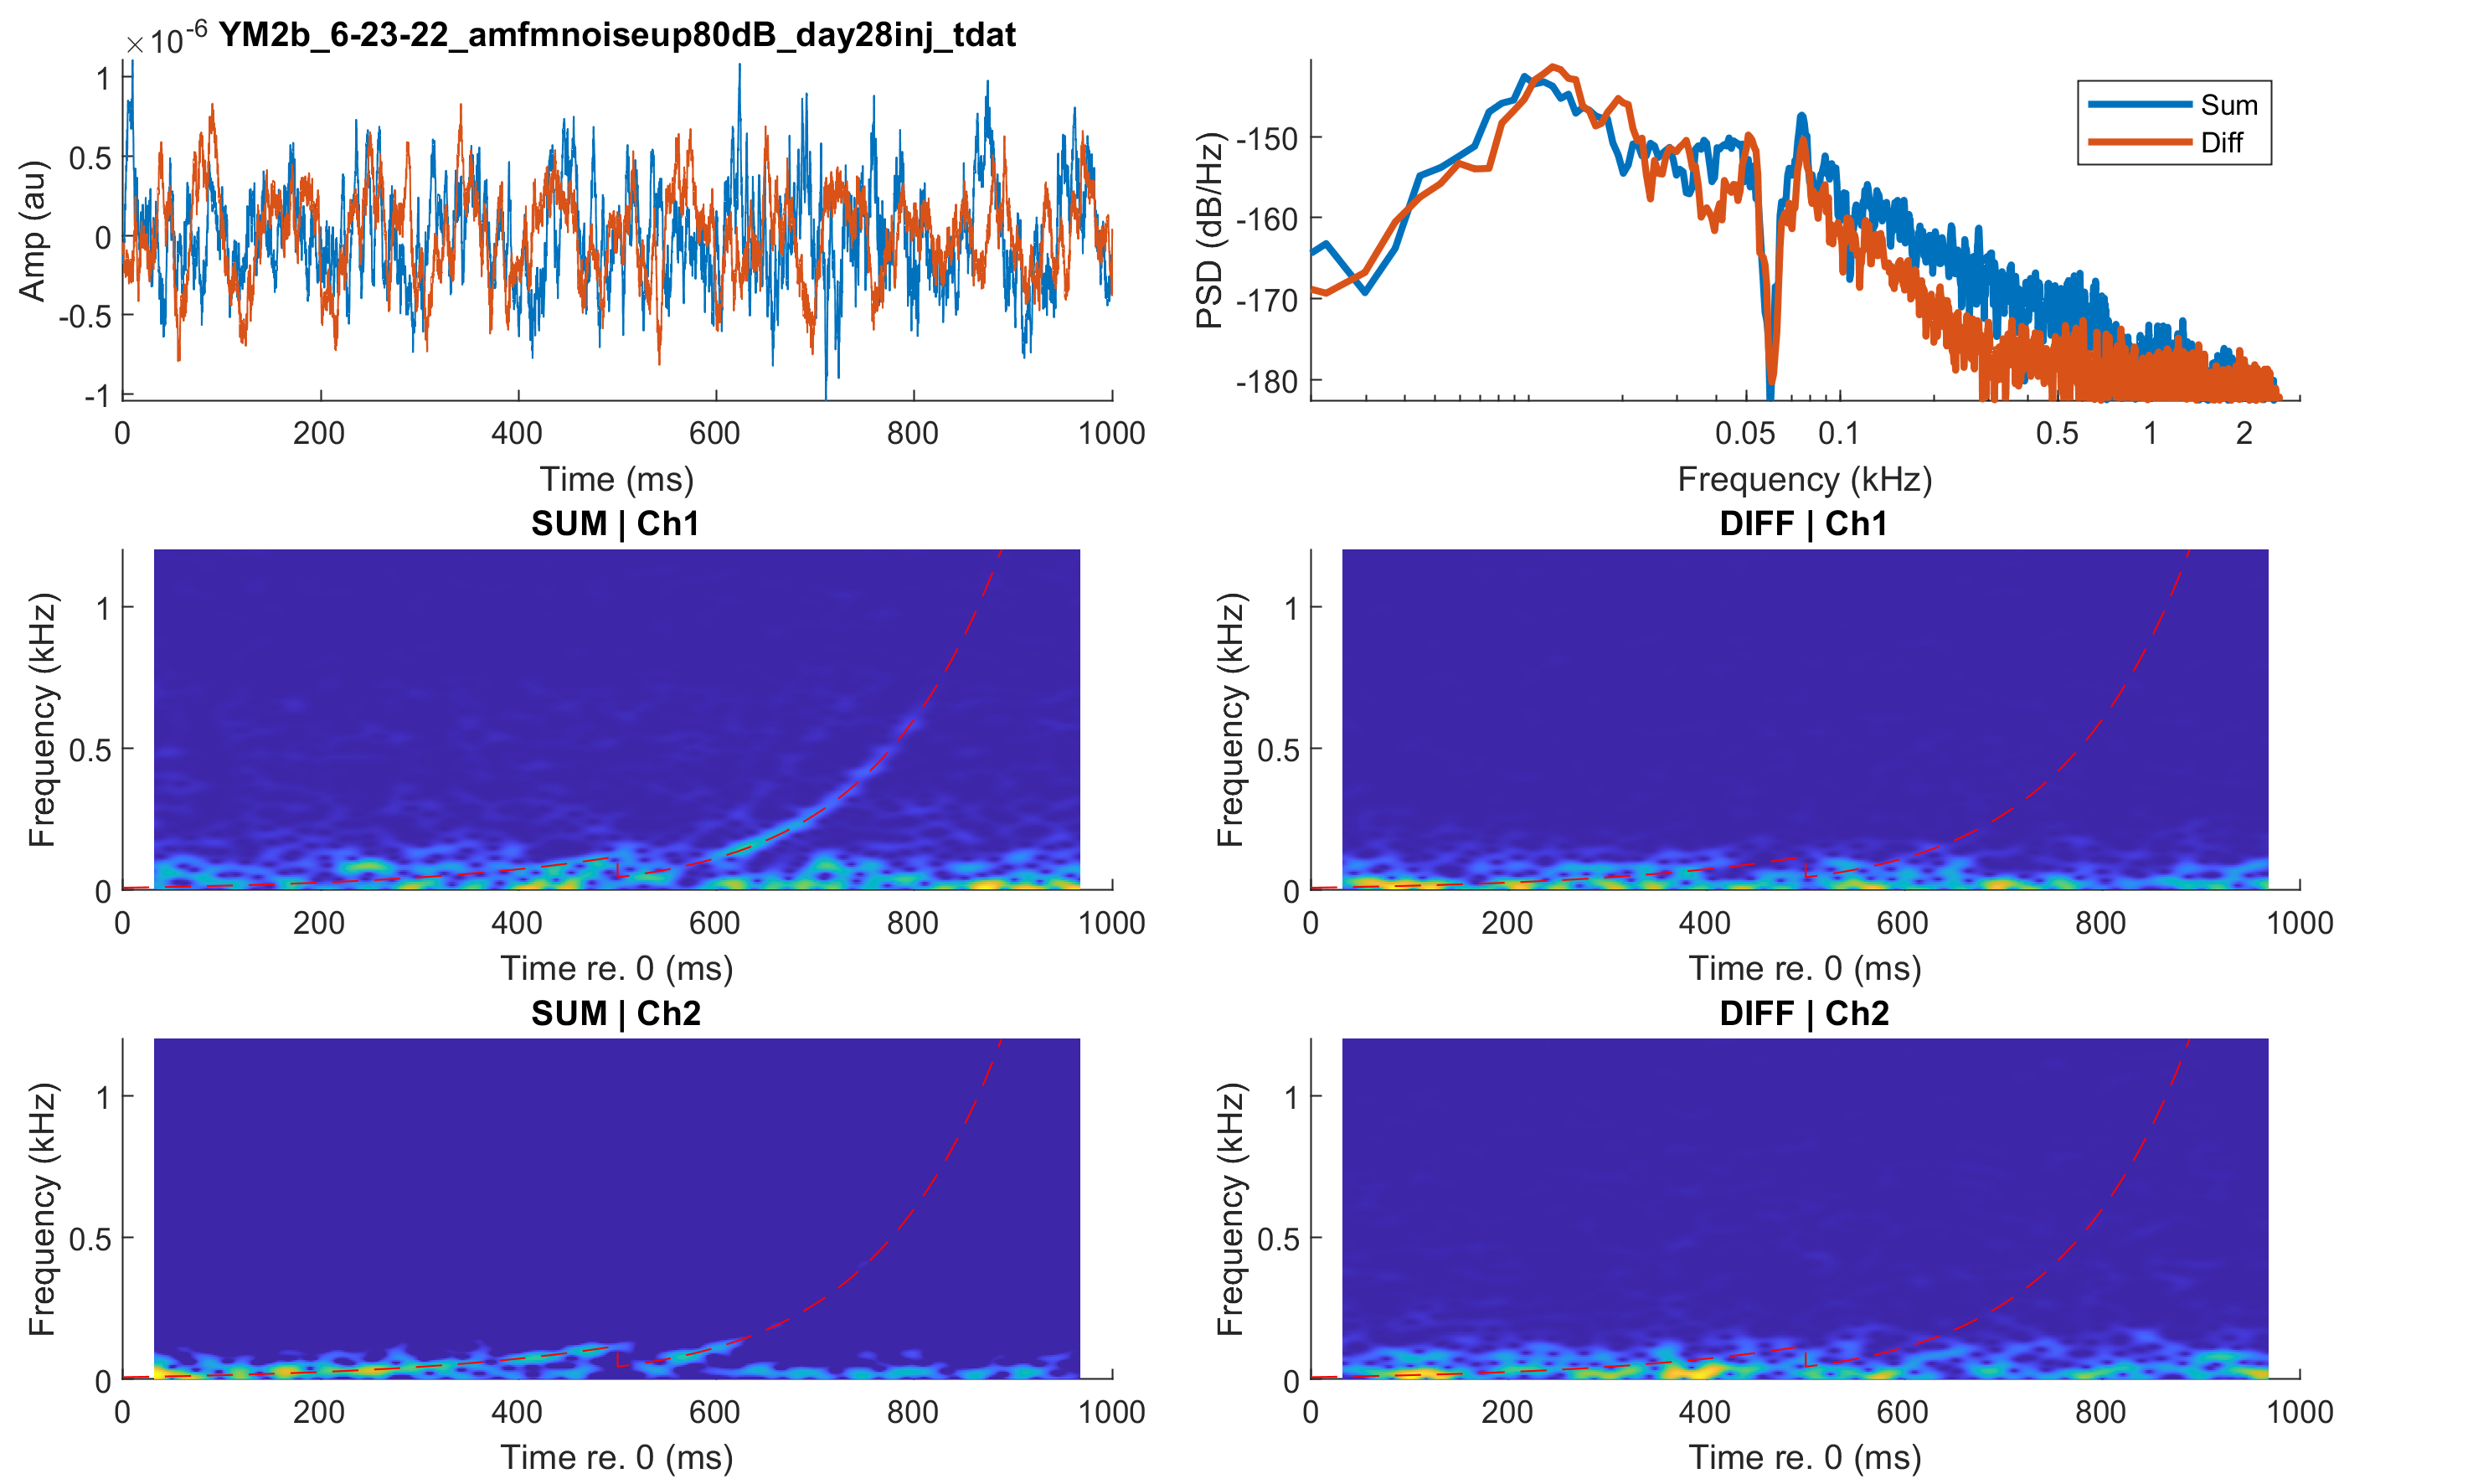 ×10-6 YM2b_6-23-22_amfmnoiseup80dB_day28inj_tdat
1
0.5
0
-0.5
-1
Amp (au)
0 200 400 600 800 1000
Time (ms)
-150
-160
-170
-180
PSD (dB/Hz)
Sum
Diff
0.05 0.1 0.5 1 2
Frequency (kHz)
SUM | Ch1
1
0.5
0
Frequency (kHz)
0 200 400 600 800 1000
Time re. 0 (ms)
DIFF | Ch1
1
0.5
0
Frequency (kHz)
0 200 400 600 800 1000
Time re. 0 (ms)
SUM | Ch2
1
0.5
0
Frequency (kHz)
0 200 400 600 800 1000
Time re. 0 (ms)
DIFF | Ch2
1
0.5
0
Frequency (kHz)
0 200 400 600 800 1000
Time re. 0 (ms)